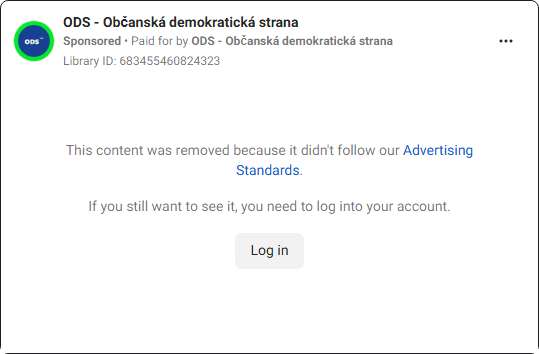 ODS - Občanská demokratická strana
Sponsored • Paid for by ODS - Občanská demokratická strana
Library ID: 683455460824323
ODS
This content was removed because it didn't follow our Advertising
Standards.
If you still want to see it, you need to log into your account.
Log in